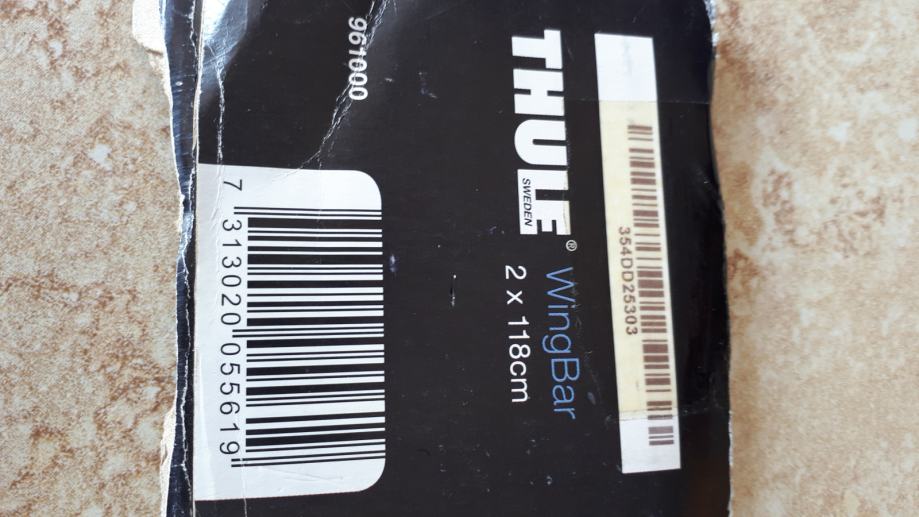 354DD25303
THULE®
SWEDEN
WingBar
2 x 118cm
961000
7 313020 055619